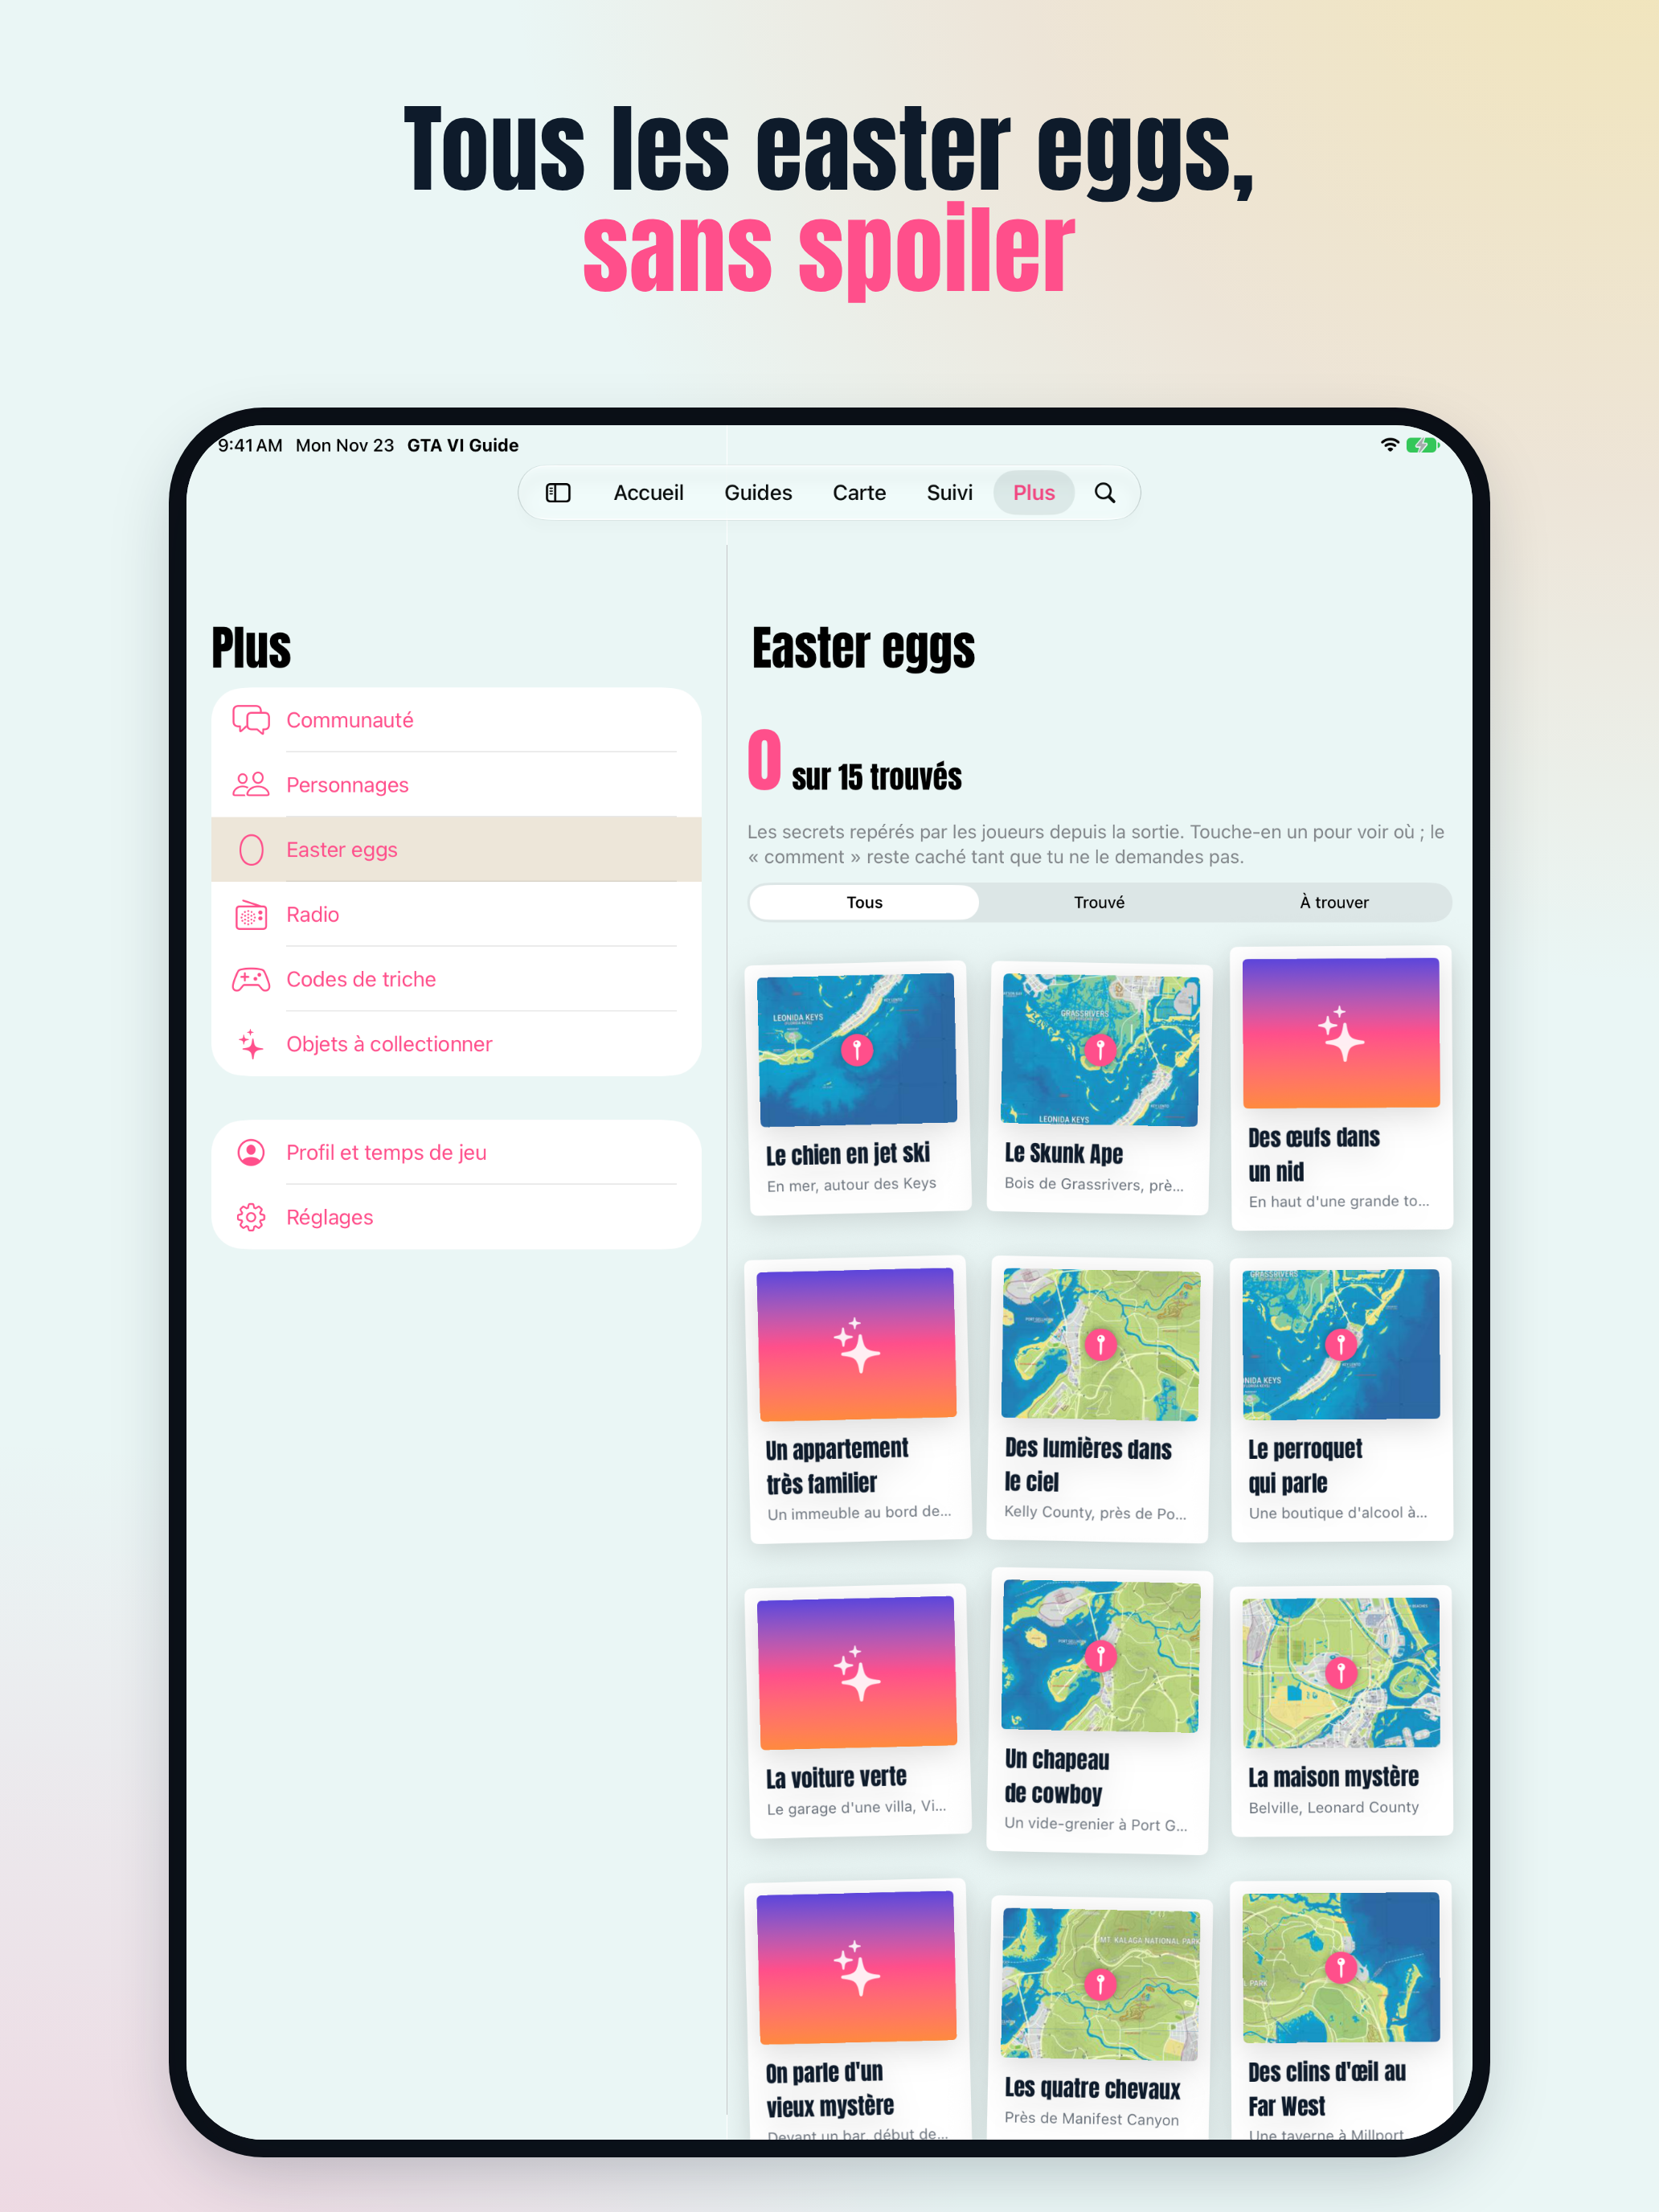 Tous les easter eggs,
sans spoiler
9:41 AM Mon Nov 23 GTA VI Guide
Accueil Guides Carte Suivi Plus
Plus
Communauté
Personnages
Easter eggs
Radio
Codes de triche
Objets à collectionner
Profil et temps de jeu
Réglages
Easter eggs
0 sur 15 trouvés
Les secrets repérés par les joueurs depuis la sortie. Touche-en un pour voir où ; le
« comment » reste caché tant que tu ne le demandes pas.
Tous Trouvé À trouver
LEONIDA KEYS
Le chien en jet ski
En mer, autour des Keys
GRASSRIVERS
LEONIDA KEYS
Le Skunk Ape
Bois de Grassrivers, prè...
Des œufs dans
un nid
En haut d'une grande to...
Un appartement
très familier
Un immeuble au bord de...
Des lumières dans
le ciel
Kelly County, près de Po...
GRASSRIVERS
NIDA KEYS
Le perroquet
qui parle
Une boutique d'alcool à...
La voiture verte
Le garage d'une villa, Vi...
Un chapeau
de cowboy
Un vide-grenier à Port G...
La maison mystère
Belville, Leonard County
On parle d'un
vieux mystère
Devant un bar, début de...
MT KALAGA NATIONAL PARK
Les quatre chevaux
Près de Manifest Canyon
PARK
Des clins d'œil au
Far West
Une taverne à Millport